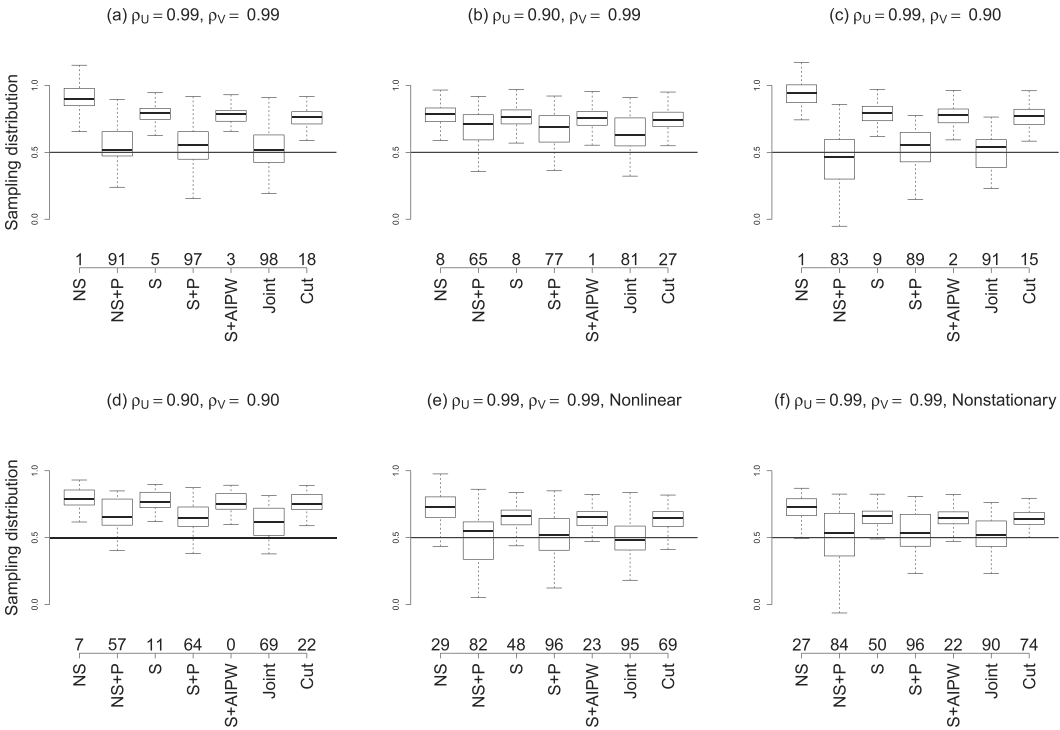 (a) ρU = 0.99, ρV = 0.99
(b) ρU = 0.90, ρV = 0.99
(c) ρU = 0.99, ρV = 0.90
Sampling distribution
1.0
0.5
0.0
1.0
0.5
0.0
1.0
0.5
0.0
1 91 5 97 3 98 18
8 65 8 77 1 81 27
1 83 9 89 2 91 15
NS NS+P S S+P S+AIPW Joint Cut
NS NS+P S S+P S+AIPW Joint Cut
NS NS+P S S+P S+AIPW Joint Cut
(d) ρU = 0.90, ρV = 0.90
(e) ρU = 0.99, ρV = 0.99, Nonlinear
(f) ρU = 0.99, ρV = 0.99, Nonstationary
Sampling distribution
1.0
0.5
0.0
1.0
0.5
0.0
1.0
0.5
0.0
7 57 11 64 0 69 22
29 82 48 96 23 95 69
27 84 50 96 22 90 74
NS NS+P S S+P S+AIPW Joint Cut
NS NS+P S S+P S+AIPW Joint Cut
NS NS+P S S+P S+AIPW Joint Cut